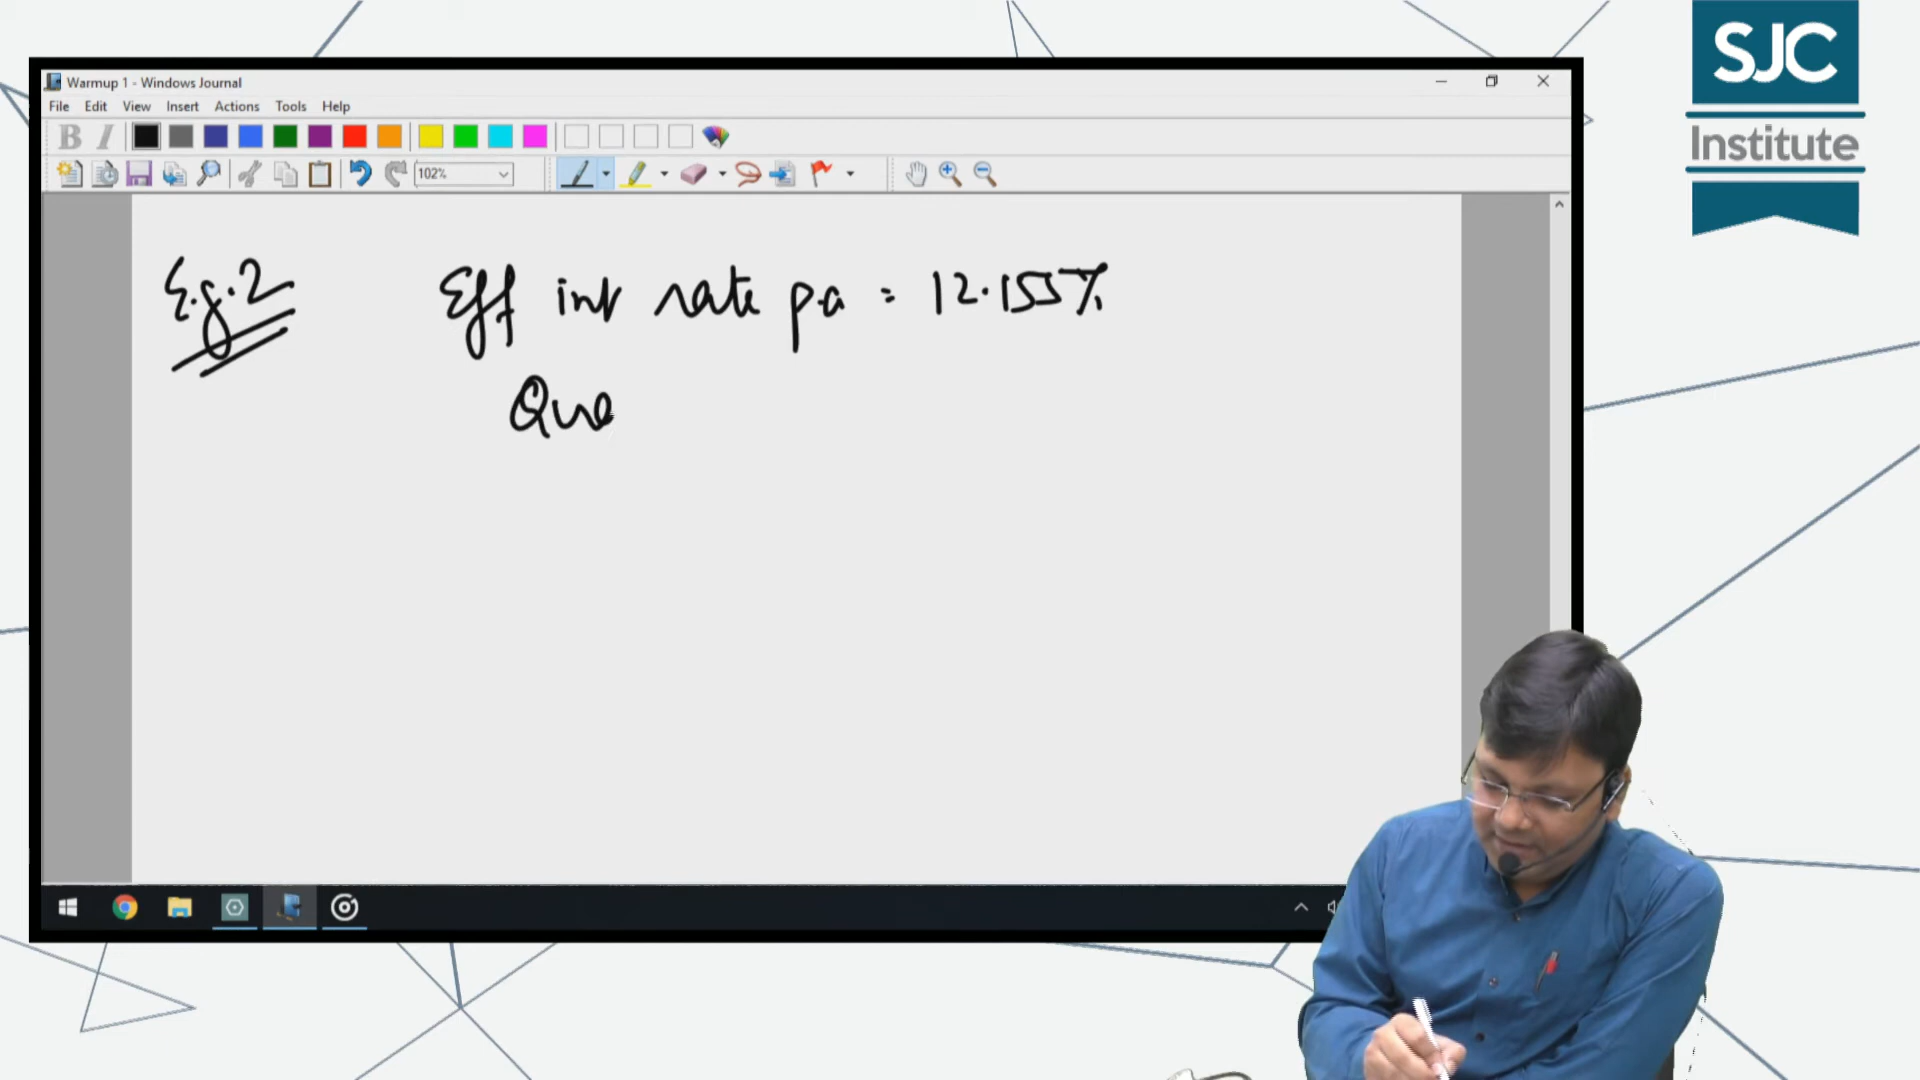 SJC
Institute
Warmup 1 - Windows Journal
File Edit View Insert Actions Tools Help
B I
102%
E.g.2 Eff int rate p.a = 12.155%
Que